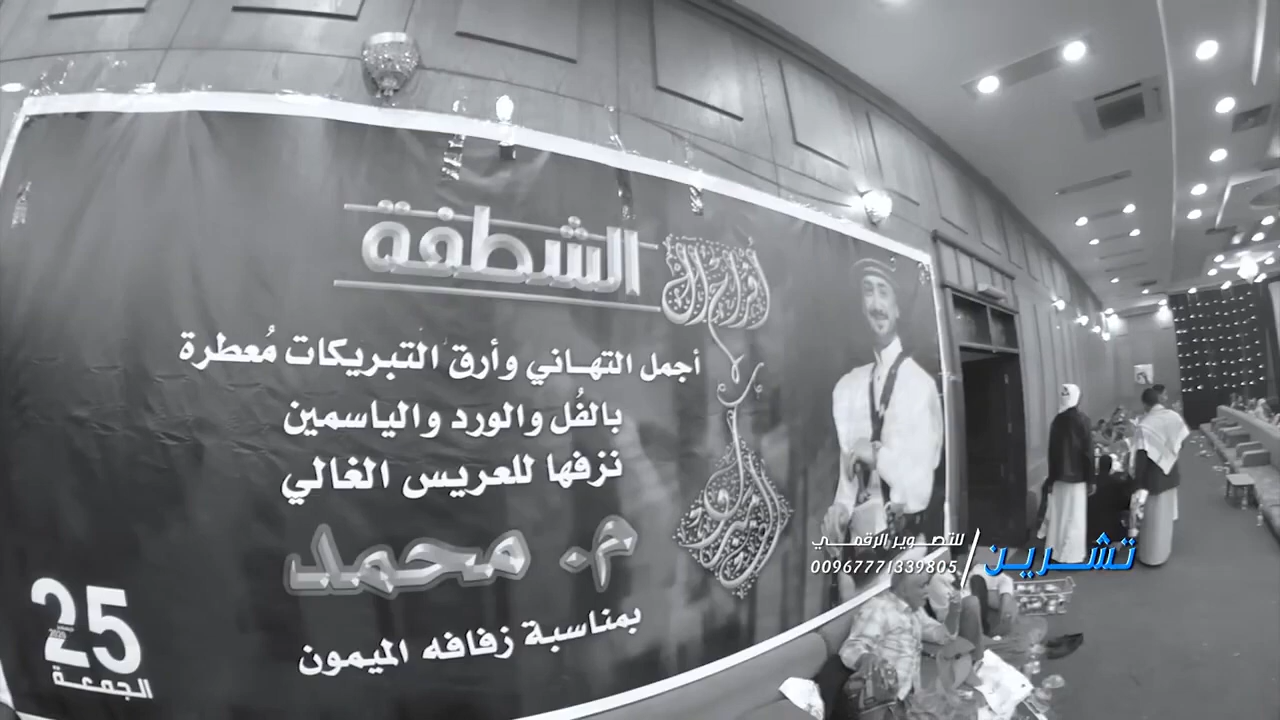 أفراح آل الشطفة
أجمل التهاني وأرق التبريكات مُعطرة
بالفُل والورد والياسمين
نزفها للعريس الغالي
م. محمد
بمناسبة زفافه الميمون
25
الجمعة
تشرين
للتصوير الرقمي
00967771339805